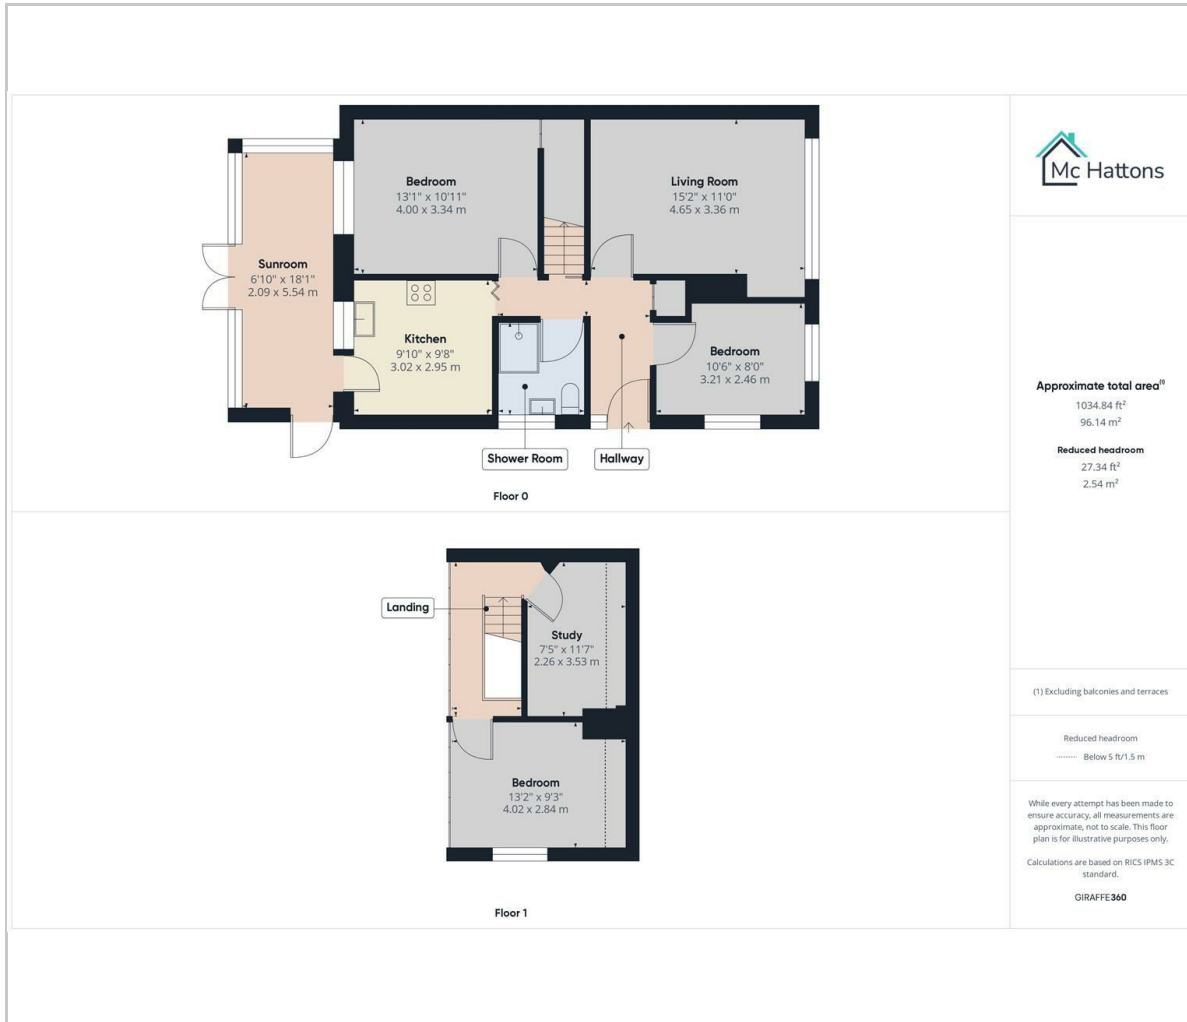 Bedroom
13'1" x 10'11"
4.00 x 3.34 m
Living Room
15'2" x 11'0"
4.65 x 3.36 m
Sunroom
6'10" x 18'1"
2.09 x 5.54 m
Kitchen
9'10" x 9'8"
3.02 x 2.95 m
Bedroom
10'6" x 8'0"
3.21 x 2.46 m
Shower Room
Hallway
Floor 0
Landing
Study
7'5" x 11'7"
2.26 x 3.53 m
Bedroom
13'2" x 9'3"
4.02 x 2.84 m
Floor 1
Mc Hattons
Approximate total area(1)
1034.84 ft²
96.14 m²
Reduced headroom
27.34 ft²
2.54 m²
(1) Excluding balconies and terraces
Reduced headroom
Below 5 ft/1.5 m
While every attempt has been made to
ensure accuracy, all measurements are
approximate, not to scale. This floor
plan is for illustrative purposes only.
Calculations are based on RICS IPMS 3C
standard.
GIRAFFE360